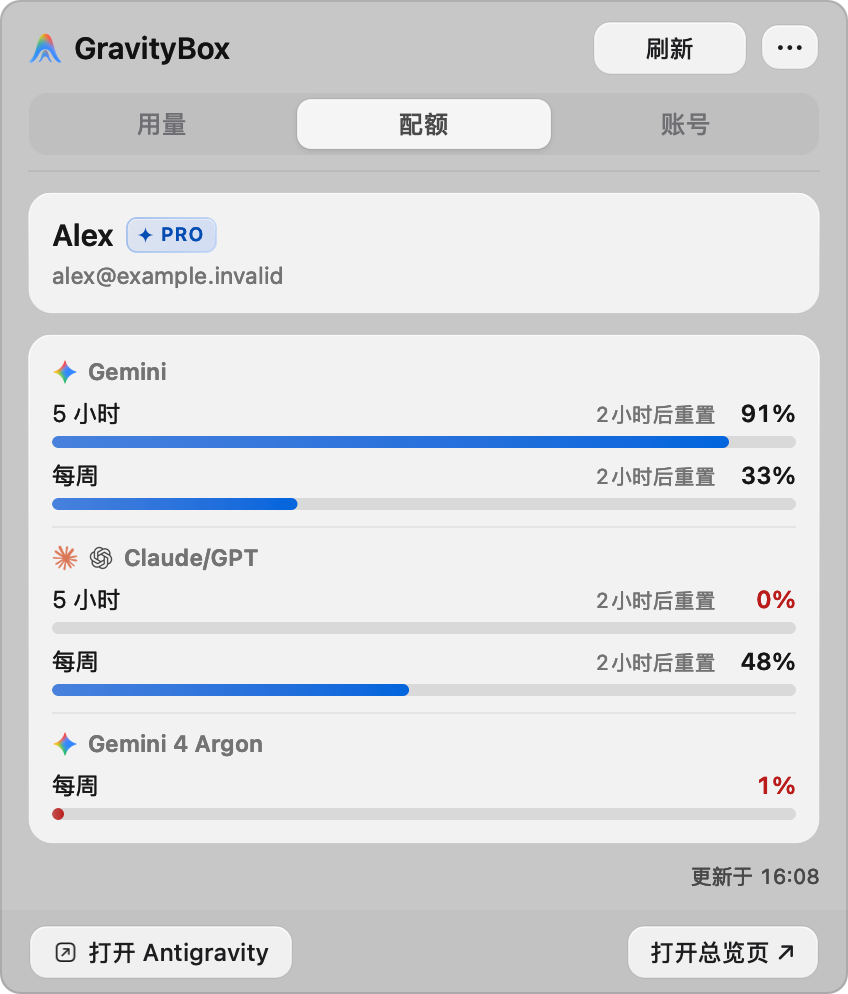 GravityBox 刷新 ···
用量 配额 账号
Alex PRO
alex@example.invalid
Gemini
5 小时 2小时后重置 91%
每周 2小时后重置 33%
Claude/GPT
5 小时 2小时后重置 0%
每周 2小时后重置 48%
Gemini 4 Argon
每周 1%
更新于 16:08
打开 Antigravity 打开总览页